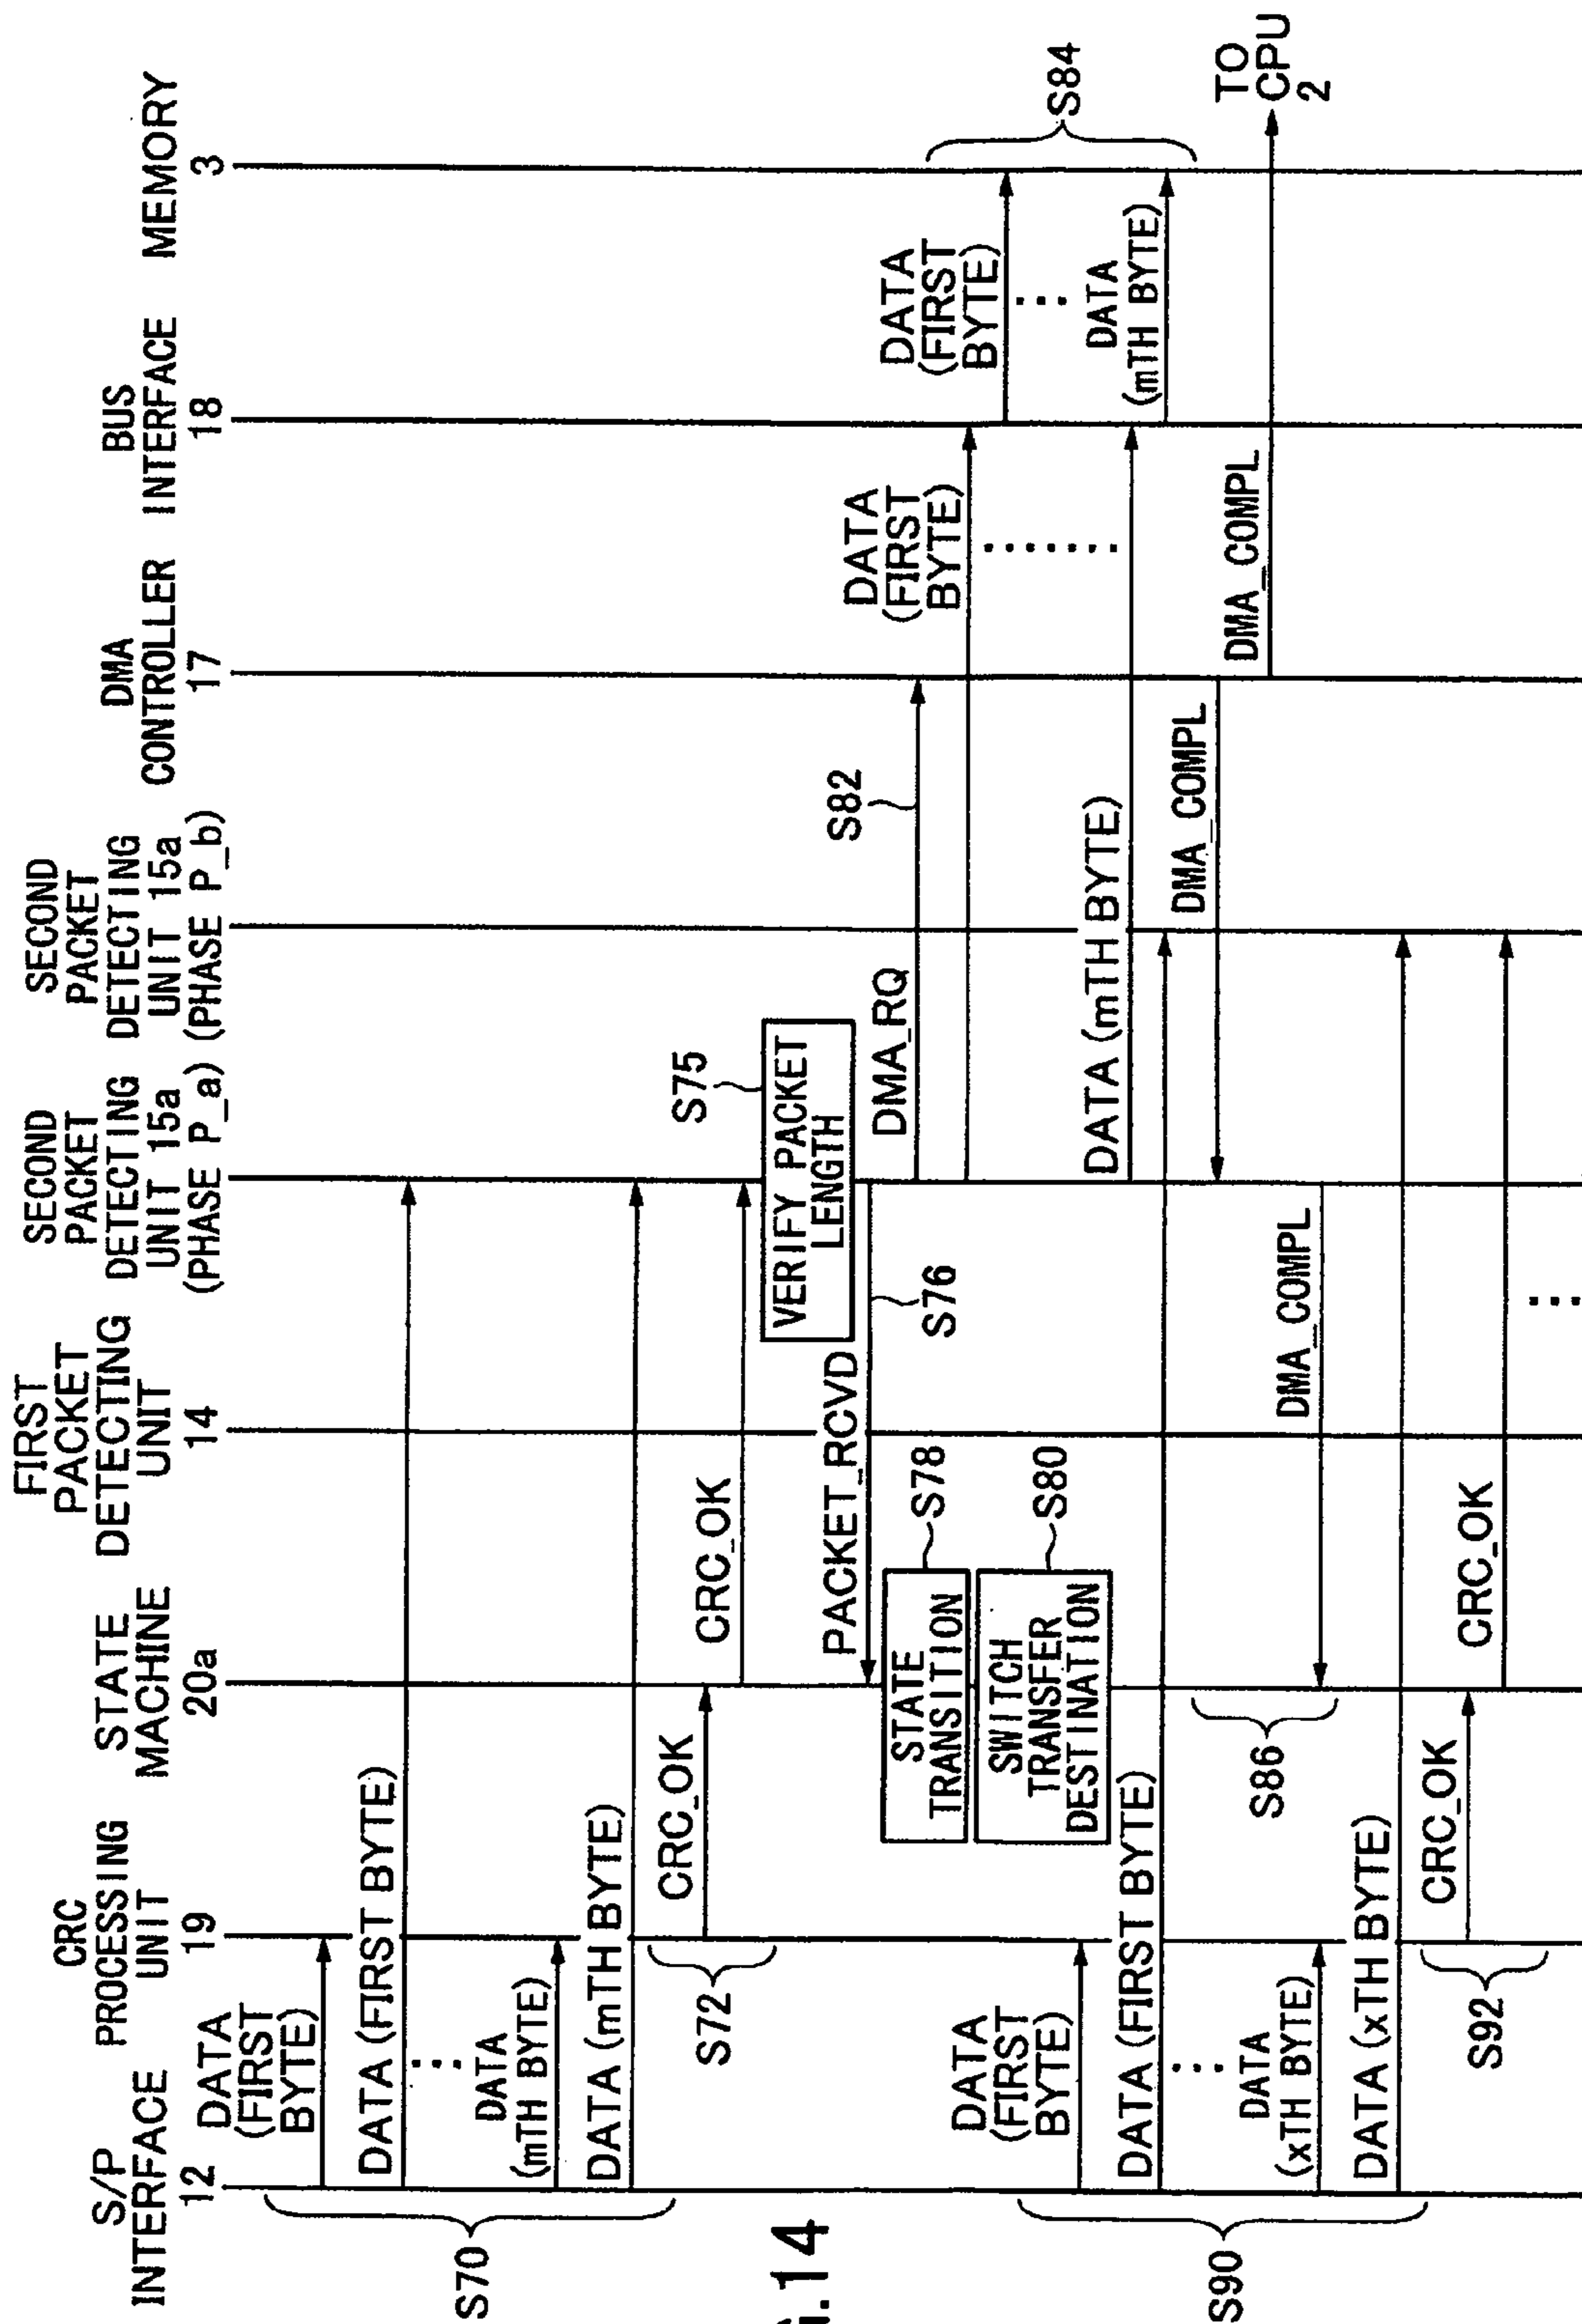 S/P
INTERFACE
12
CRC
PROCESSING
UNIT
19
STATE
MACHINE
20a
FIRST
PACKET
DETECTING
UNIT
14
SECOND
PACKET
DETECTING
UNIT 15a
(PHASE P_a)
SECOND
PACKET
DETECTING
UNIT 15a
(PHASE P_b)
DMA
CONTROLLER
17
BUS
INTERFACE
18
MEMORY
3
S70
DATA
(FIRST
BYTE)
DATA (FIRST BYTE)
DATA
(mTH BYTE)
DATA (mTH BYTE)
S72
CRC_OK
CRC_OK
S75
VERIFY PACKET
LENGTH
PACKET_RCVD
S76
STATE
TRANSITION
S78
SWITCH
TRANSFER
DESTINATION
S80
DMA_RQ
S82
DATA
(FIRST
BYTE)
DATA
(FIRST
BYTE)
DATA (mTH BYTE)
DATA
(mTH BYTE)
S84
DMA_COMPL
DMA_COMPL
TO
CPU
2
DMA_COMPL
S86
S90
DATA
(FIRST
BYTE)
DATA (FIRST BYTE)
DATA
(xTH BYTE)
DATA (xTH BYTE)
S92
CRC_OK
CRC_OK
.14